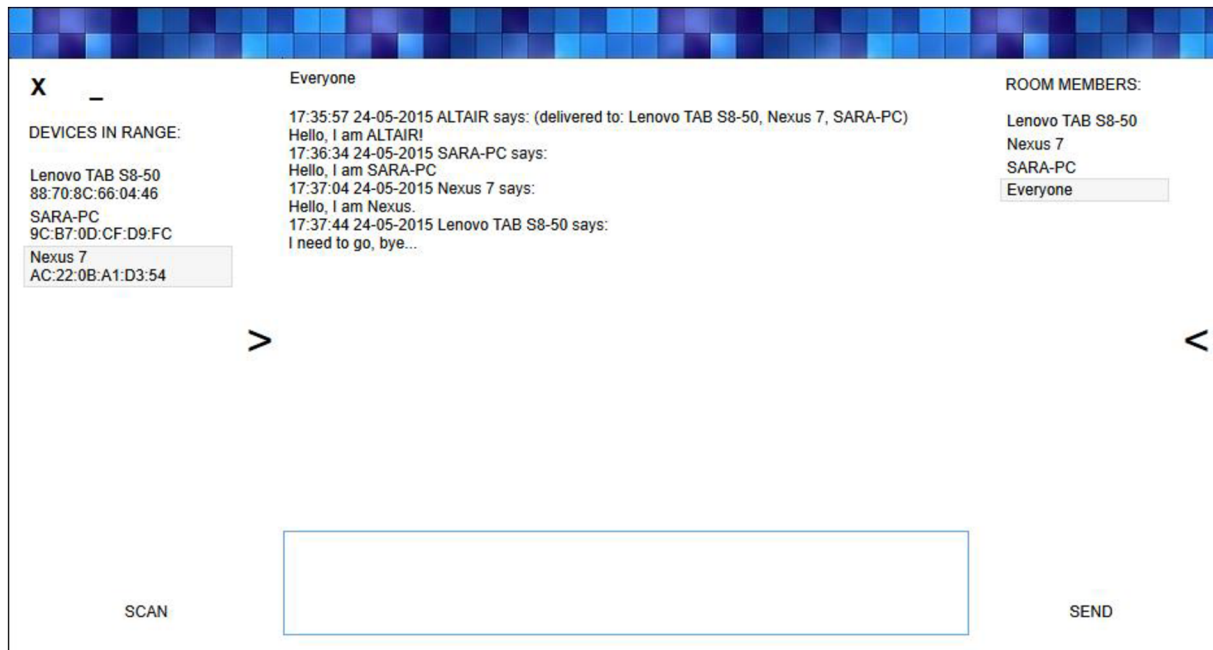 X _
DEVICES IN RANGE:
Lenovo TAB S8-50
88:70:8C:66:04:46
SARA-PC
9C:B7:0D:CF:D9:FC
Nexus 7
AC:22:0B:A1:D3:54
>
SCAN
Everyone
17:35:57 24-05-2015 ALTAIR says: (delivered to: Lenovo TAB S8-50, Nexus 7, SARA-PC)
Hello, I am ALTAIR!
17:36:34 24-05-2015 SARA-PC says:
Hello, I am SARA-PC
17:37:04 24-05-2015 Nexus 7 says:
Hello, I am Nexus.
17:37:44 24-05-2015 Lenovo TAB S8-50 says:
I need to go, bye...
ROOM MEMBERS:
Lenovo TAB S8-50
Nexus 7
SARA-PC
Everyone
<
SEND